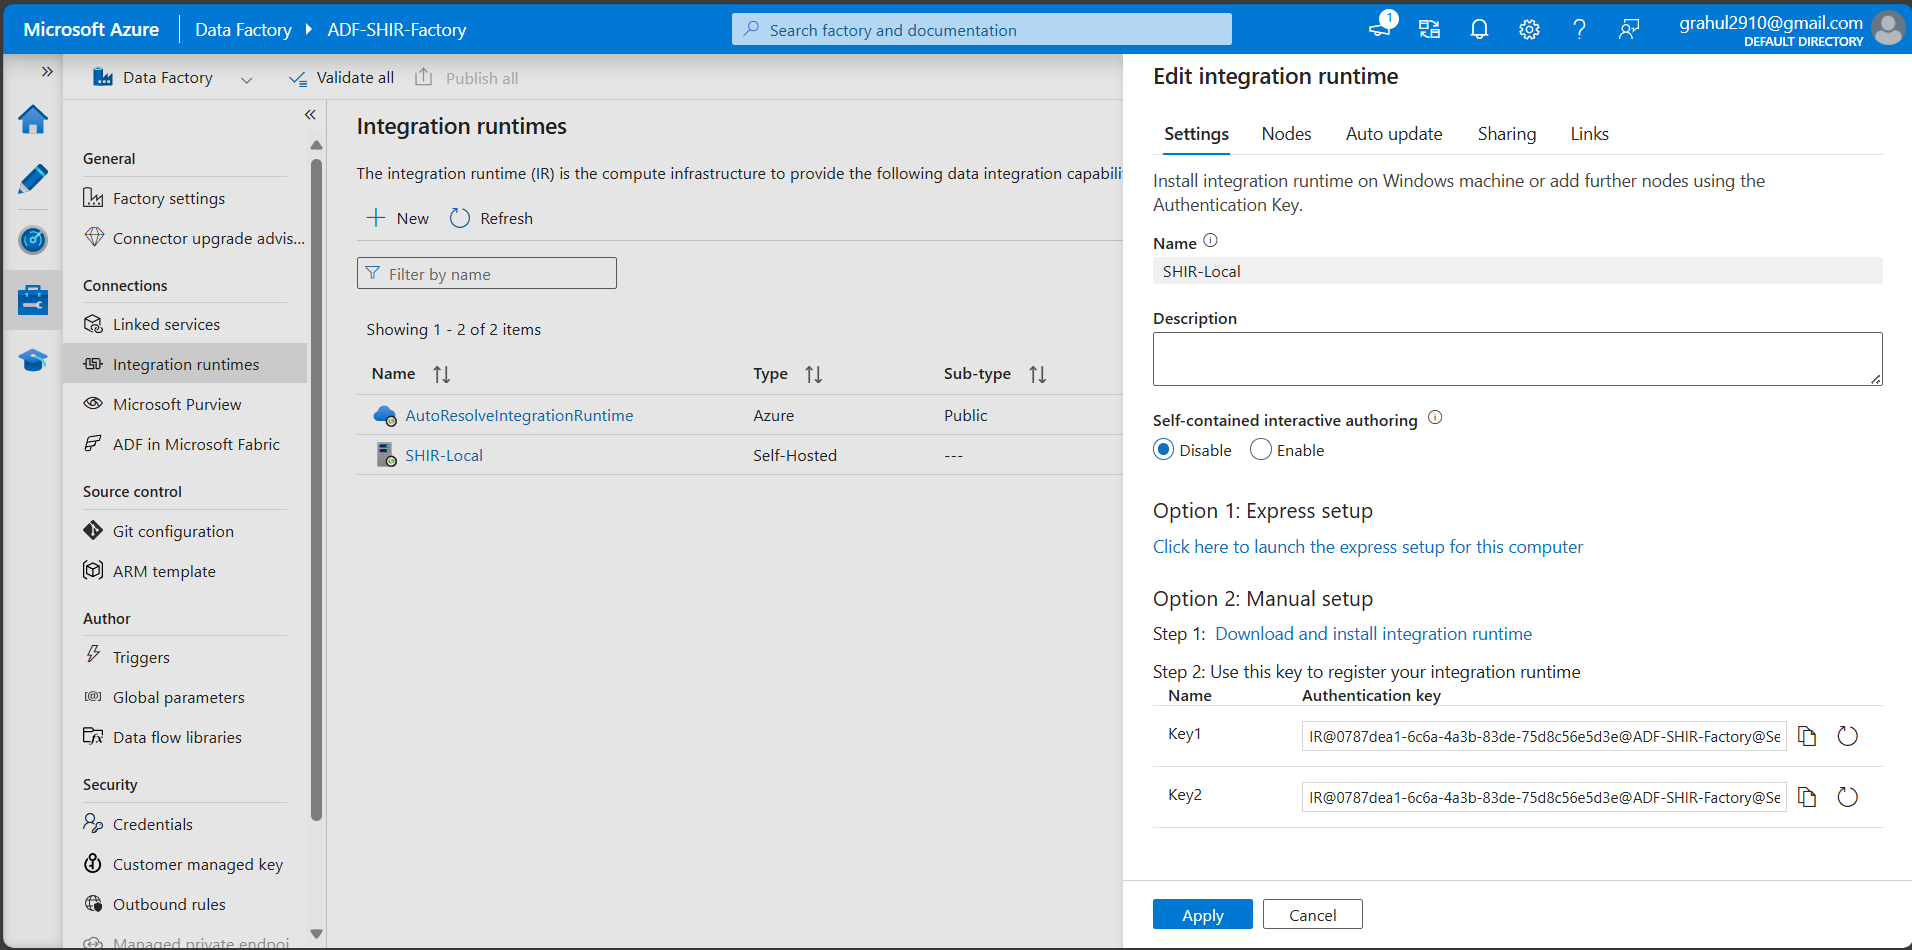 Microsoft Azure
Data Factory
ADF-SHIR-Factory
Search factory and documentation
1
grahul2910@gmail.com
DEFAULT DIRECTORY
Data Factory
Validate all
Publish all
General
Factory settings
Connector upgrade advis...
Connections
Linked services
Integration runtimes
Microsoft Purview
ADF in Microsoft Fabric
Source control
Git configuration
ARM template
Author
Triggers
Global parameters
Data flow libraries
Security
Credentials
Customer managed key
Outbound rules
Managed private endpoi
Integration runtimes
The integration runtime (IR) is the compute infrastructure to provide the following data integration capabili
New
Refresh
Filter by name
Showing 1 - 2 of 2 items
Name Type Sub-type
AutoResolveIntegrationRuntime Azure Public
SHIR-Local Self-Hosted ---
Edit integration runtime
Settings Nodes Auto update Sharing Links
Install integration runtime on Windows machine or add further nodes using the
Authentication Key.
Name
SHIR-Local
Description
Self-contained interactive authoring
Disable Enable
Option 1: Express setup
Click here to launch the express setup for this computer
Option 2: Manual setup
Step 1: Download and install integration runtime
Step 2: Use this key to register your integration runtime
Name Authentication key
Key1 IR@0787dea1-6c6a-4a3b-83de-75d8c56e5d3e@ADF-SHIR-Factory@Se
Key2 IR@0787dea1-6c6a-4a3b-83de-75d8c56e5d3e@ADF-SHIR-Factory@Se
Apply Cancel